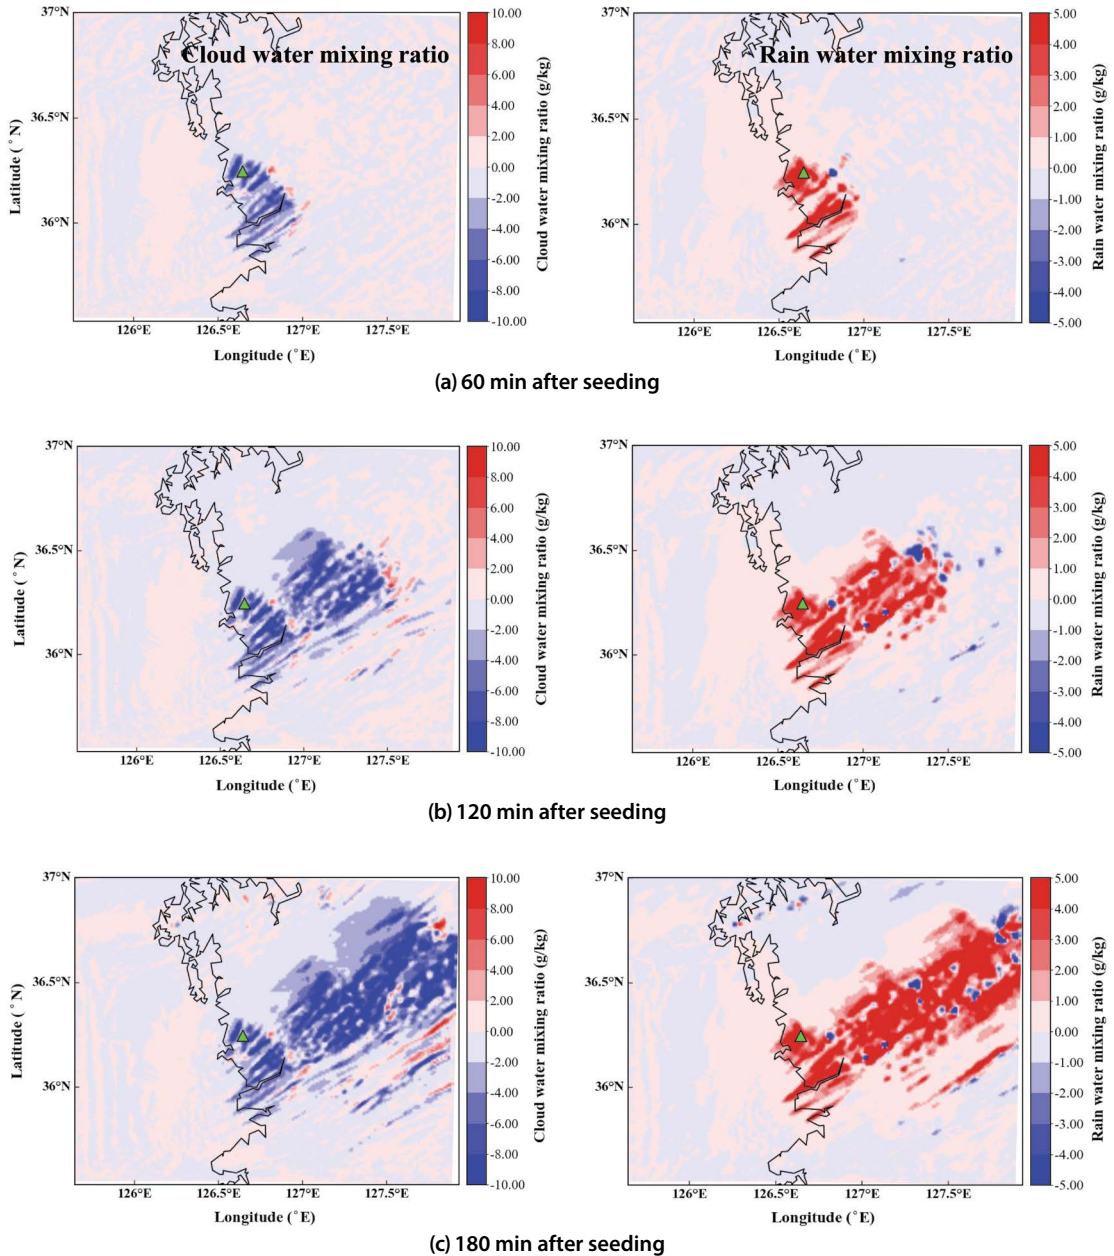 Cloud water mixing ratio
37°N
36.5°N
36°N
Latitude (°N)
126°E 126.5°E 127°E 127.5°E
Longitude (°E)
10.00
8.00
6.00
4.00
2.00
0.00
-2.00
-4.00
-6.00
-8.00
-10.00
Cloud water mixing ratio (g/kg)
Rain water mixing ratio
37°N
36.5°N
36°N
126°E 126.5°E 127°E 127.5°E
Longitude (°E)
5.00
4.00
3.00
2.00
1.00
0.00
-1.00
-2.00
-3.00
-4.00
-5.00
Rain water mixing ratio (g/kg)
(a) 60 min after seeding
37°N
36.5°N
36°N
Latitude (°N)
126°E 126.5°E 127°E 127.5°E
Longitude (°E)
10.00
8.00
6.00
4.00
2.00
0.00
-2.00
-4.00
-6.00
-8.00
-10.00
Cloud water mixing ratio (g/kg)
37°N
36.5°N
36°N
126°E 126.5°E 127°E 127.5°E
Longitude (°E)
5.00
4.00
3.00
2.00
1.00
0.00
-1.00
-2.00
-3.00
-4.00
-5.00
Rain water mixing ratio (g/kg)
(b) 120 min after seeding
37°N
36.5°N
36°N
Latitude (°N)
126°E 126.5°E 127°E 127.5°E
Longitude (°E)
10.00
8.00
6.00
4.00
2.00
0.00
-2.00
-4.00
-6.00
-8.00
-10.00
Cloud water mixing ratio (g/kg)
37°N
36.5°N
36°N
126°E 126.5°E 127°E 127.5°E
Longitude (°E)
5.00
4.00
3.00
2.00
1.00
0.00
-1.00
-2.00
-3.00
-4.00
-5.00
Rain water mixing ratio (g/kg)
(c) 180 min after seeding